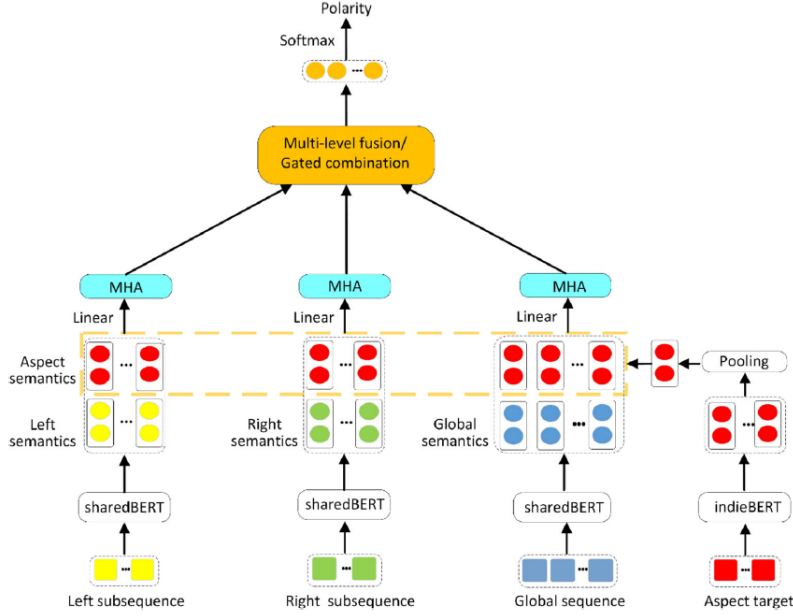 Polarity
Softmax
Multi-level fusion/
Gated combination
MHA
MHA
MHA
Linear
Linear
Linear
Aspect
semantics
Pooling
Left
semantics
Right
semantics
Global
semantics
sharedBERT
sharedBERT
sharedBERT
indieBERT
Left subsequence
Right subsequence
Global sequence
Aspect target